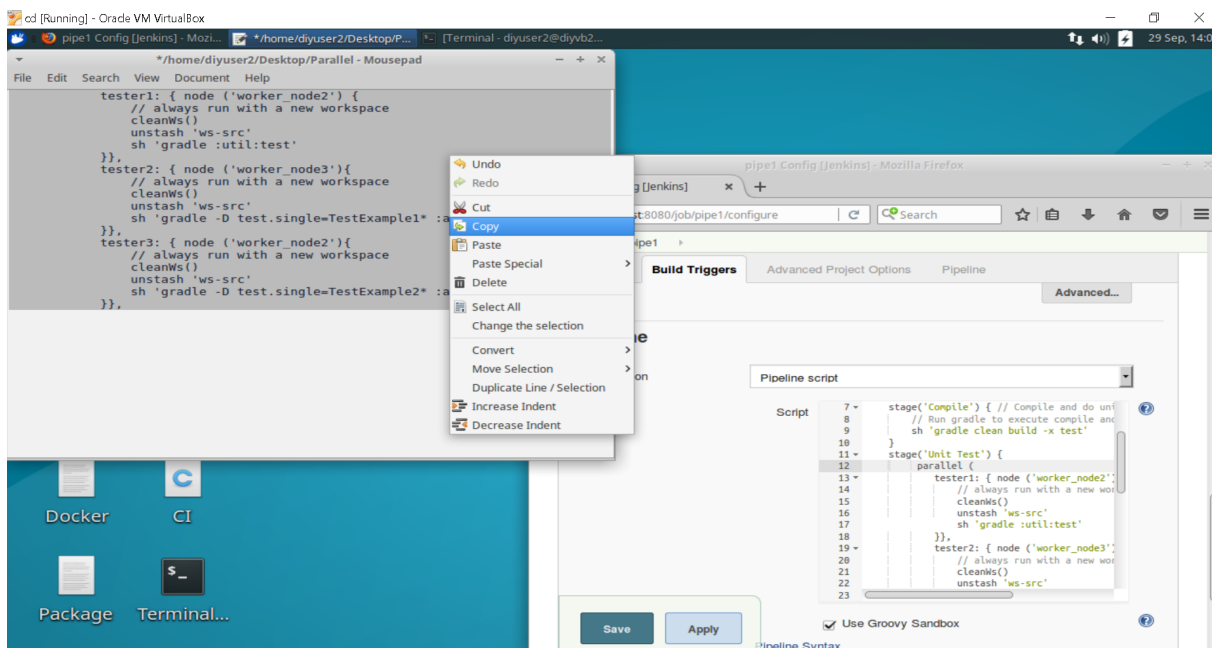 cd [Running] - Oracle VM VirtualBox
pipe1 Config [Jenkins] - Mozi...
*/home/diyuser2/Desktop/P...
[Terminal - diyuser2@diyvb2...
29 Sep, 14:0
*/home/diyuser2/Desktop/Parallel - Mousepad
File Edit Search View Document Help
tester1: { node ('worker_node2') {
// always run with a new workspace
cleanWs()
unstash 'ws-src'
sh 'gradle :util:test'
}},
tester2: { node ('worker_node3'){
// always run with a new workspace
cleanWs()
unstash 'ws-src'
sh 'gradle -D test.single=TestExample1* :a
}},
tester3: { node ('worker_node2'){
// always run with a new workspace
cleanWs()
unstash 'ws-src'
sh 'gradle -D test.single=TestExample2* :a
}},
Undo
Redo
Cut
Copy
Paste
Paste Special
Delete
Select All
Change the selection
Convert
Move Selection
Duplicate Line / Selection
Increase Indent
Decrease Indent
pipe1 Config [Jenkins] - Mozilla Firefox
g [Jenkins]
st:8080/job/pipe1/configure
Search
ipe1
Build Triggers Advanced Project Options Pipeline
Advanced...
ne
on
Pipeline script
Script
7 stage('Compile') { // Compile and do uni
8 // Run gradle to execute compile and
9 sh 'gradle clean build -x test'
10 }
11 stage('Unit Test') {
12 parallel (
13 tester1: { node ('worker_node2')
14 // always run with a new wor
15 cleanWs()
16 unstash 'ws-src'
17 sh 'gradle :util:test'
18 }},
19 tester2: { node ('worker_node3')
20 // always run with a new wor
21 cleanWs()
22 unstash 'ws-src'
23
Use Groovy Sandbox
Save
Apply
Pipeline Syntax
Docker
CI
Package
Terminal...